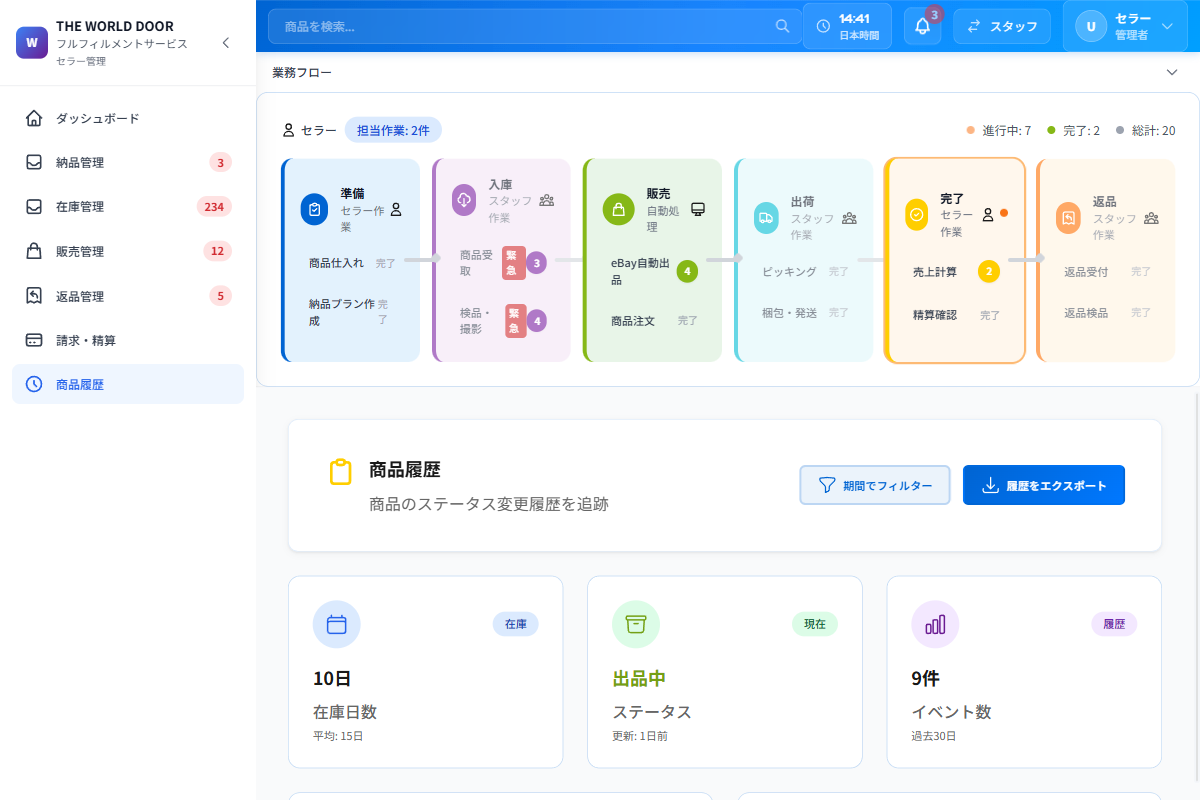 W
THE WORLD DOOR
フルフィルメントサービス
セラー管理
ダッシュボード
納品管理
3
在庫管理
234
販売管理
12
返品管理
5
請求・精算
商品履歴
商品を検索...
14:41
日本時間
3
スタッフ
U
セラー
管理者
業務フロー
セラー
担当作業: 2件
進行中: 7
完了: 2
総計: 20
準備
セラー作
業
商品仕入れ
完了
納品プラン作
成
完
了
入庫
スタッフ
作業
商品受
取
緊
急
3
検品・
撮影
緊
急
4
販売
自動処
理
eBay自動出
品
4
商品注文
完了
出荷
スタッフ
作業
ピッキング
完了
梱包・発送
完了
完了
セラー
作業
売上計算
2
精算確認
完了
返品
スタッフ
作業
返品受付
完了
返品検品
完了
商品履歴
商品のステータス変更履歴を追跡
期間でフィルター
履歴をエクスポート
在庫
10日
在庫日数
平均: 15日
現在
出品中
ステータス
更新: 1日前
履歴
9件
イベント数
過去30日